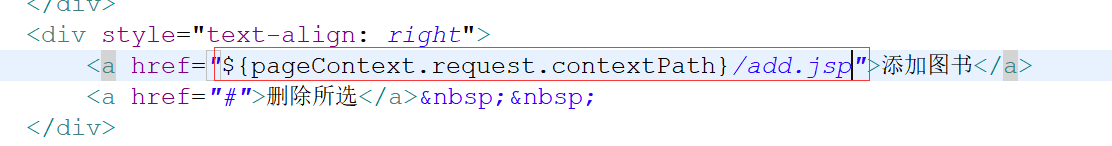 </div>
<div style="text-align: right">
<a href="${pageContext.request.contextPath}/add.jsp">添加图书</a>
<a href="#">删除所选</a>&nbsp;&nbsp;
</div>